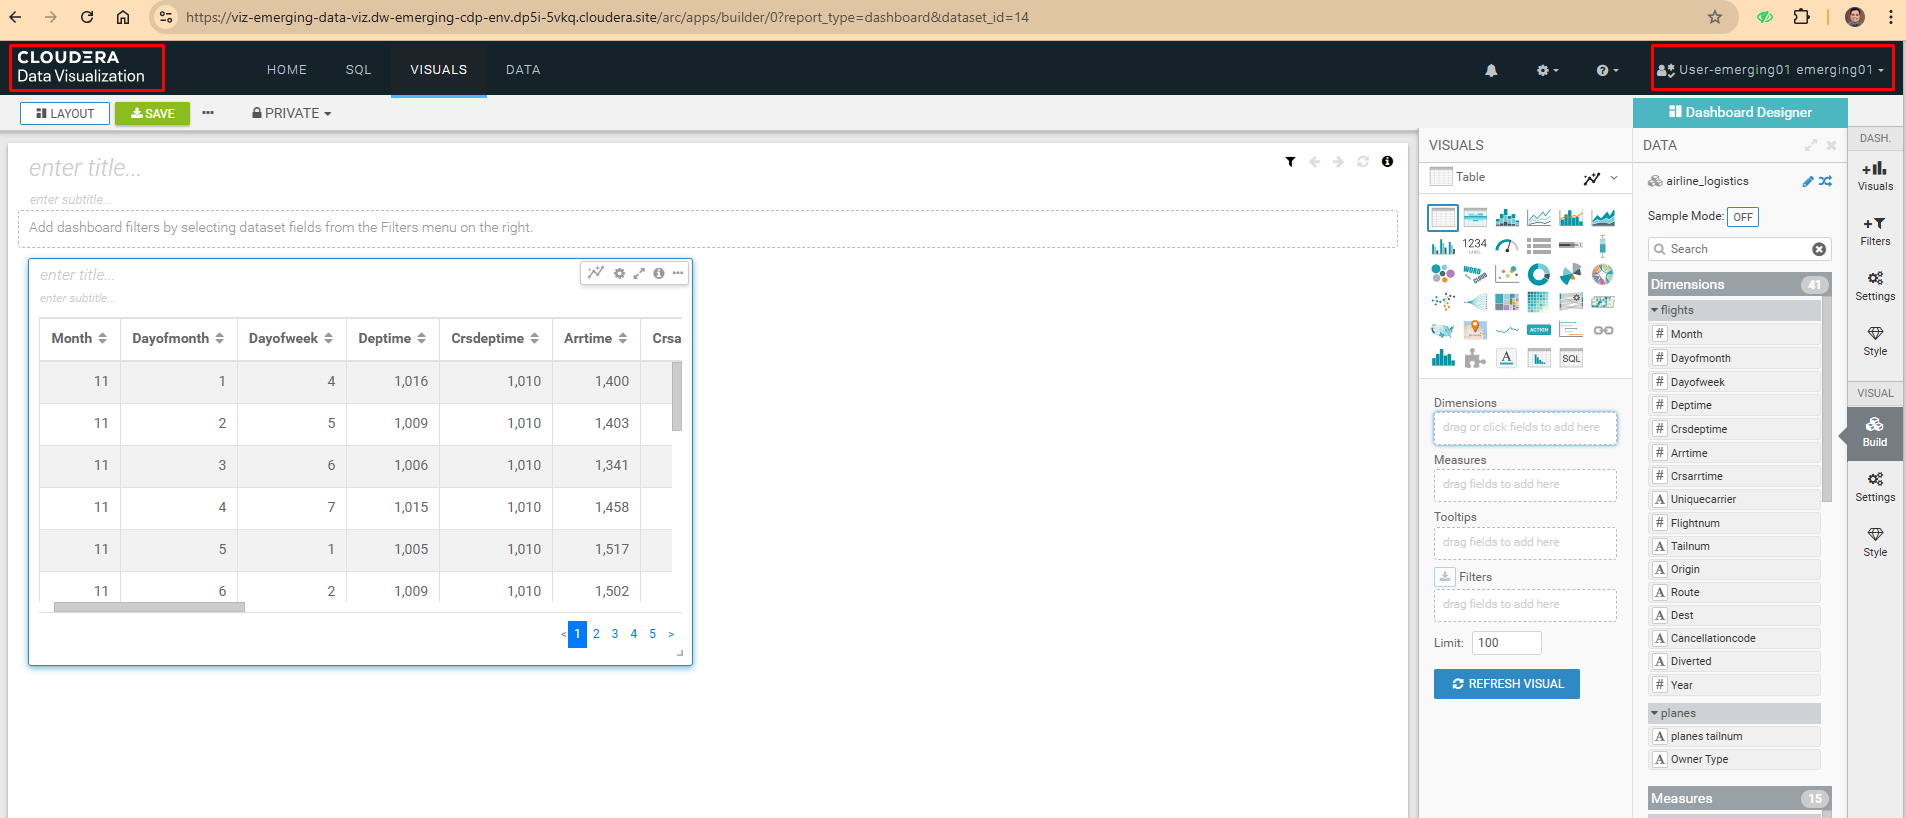 https://viz-emerging-data-viz.dw-emerging-cdp-env.dp5i-5vkq.cloudera.site/arc/apps/builder/0?report_type=dashboard&dataset_id=14
CLOUDERA
Data Visualization
HOME SQL VISUALS DATA
User-emerging01 emerging01
LAYOUT SAVE PRIVATE
Dashboard Designer
enter title...
enter subtitle...
Add dashboard filters by selecting dataset fields from the Filters menu on the right.
enter title...
enter subtitle...
Month Dayofmonth Dayofweek Deptime Crsdeptime Arrtime Crsa
11 1 4 1,016 1,010 1,400
11 2 5 1,009 1,010 1,403
11 3 6 1,006 1,010 1,341
11 4 7 1,015 1,010 1,458
11 5 1 1,005 1,010 1,517
11 6 2 1,009 1,010 1,502
< 1 2 3 4 5 >
VISUALS
Table
1234
LABEL
WORD
CLOUD
ACTION
A
SQL
Dimensions
drag or click fields to add here
Measures
drag fields to add here
Tooltips
drag fields to add here
Filters
drag fields to add here
Limit: 100
REFRESH VISUAL
DATA
airline_logistics
Sample Mode: OFF
Search
Dimensions 41
flights
# Month
# Dayofmonth
# Dayofweek
# Deptime
# Crsdeptime
# Arrtime
# Crsarrtime
A Uniquecarrier
# Flightnum
A Tailnum
A Origin
A Route
A Dest
A Cancellationcode
A Diverted
# Year
planes
A planes tailnum
A Owner Type
Measures 15
DASH.
Visuals
Filters
Settings
Style
VISUAL
Build
Settings
Style